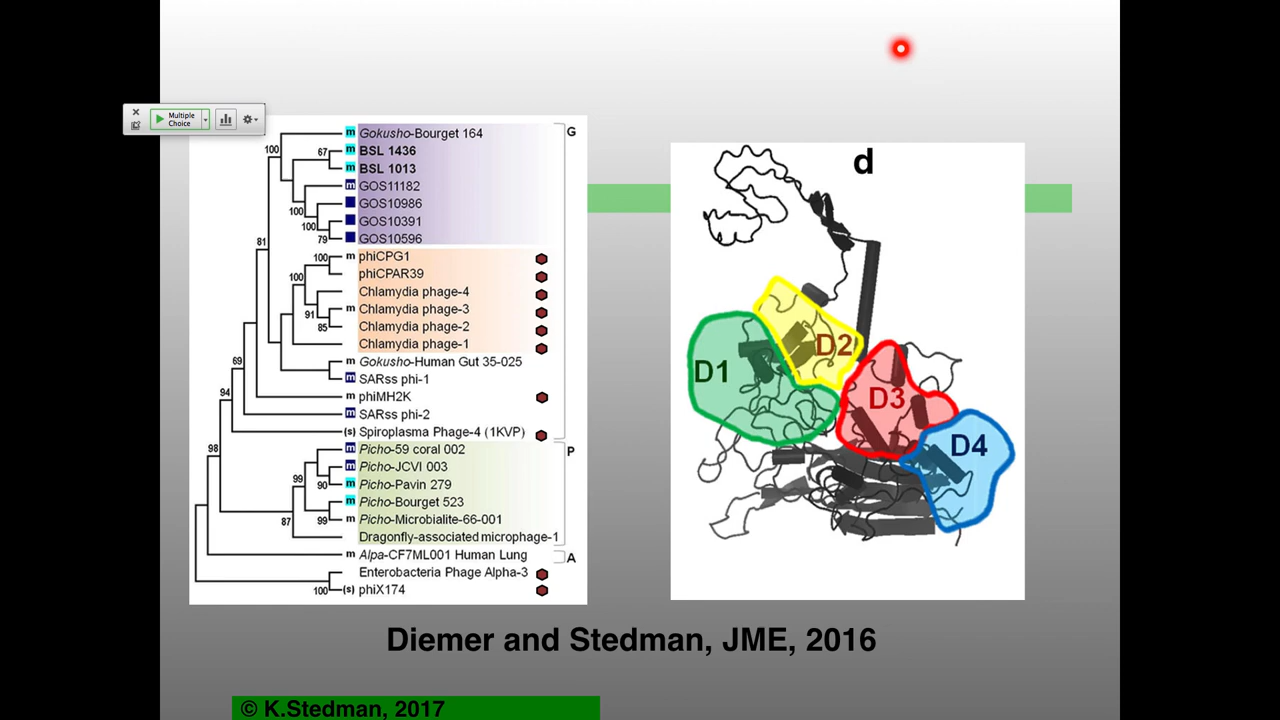 Multiple
Choice
m Gokusho-Bourget 164
67 BSL 1436
100
m BSL 1013
m GOS11182
GOS10986
100
GOS10391
100
GOS10596
79
G
81
100 m phiCPG1
phiCPAR39
100
Chlamydia phage-4
m Chlamydia phage-3
91
Chlamydia phage-2
85
Chlamydia phage-1
m Gokusho-Human Gut 35-025
69
m SARss phi-1
m phiMH2K
94
m SARss phi-2
(s) Spiroplasma Phage-4 (1KVP)
98
m Picho-59 coral 002
P
m Picho-JCVI 003
99
m Picho-Pavin 279
90
m Picho-Bourget 523
m Picho-Microbialite-66-001
87
99
Dragonfly-associated microphage-1
m Alpa-CF7ML001 Human Lung
A
Enterobacteria Phage Alpha-3
100 (s) phiX174
d
D1
D2
D3
D4
Diemer and Stedman, JME, 2016
© K.Stedman, 2017